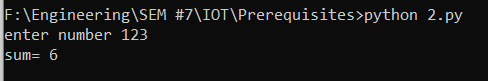 F:\Engineering\SEM #7\IOT\Prerequisites>python 2.py
enter number 123
sum= 6